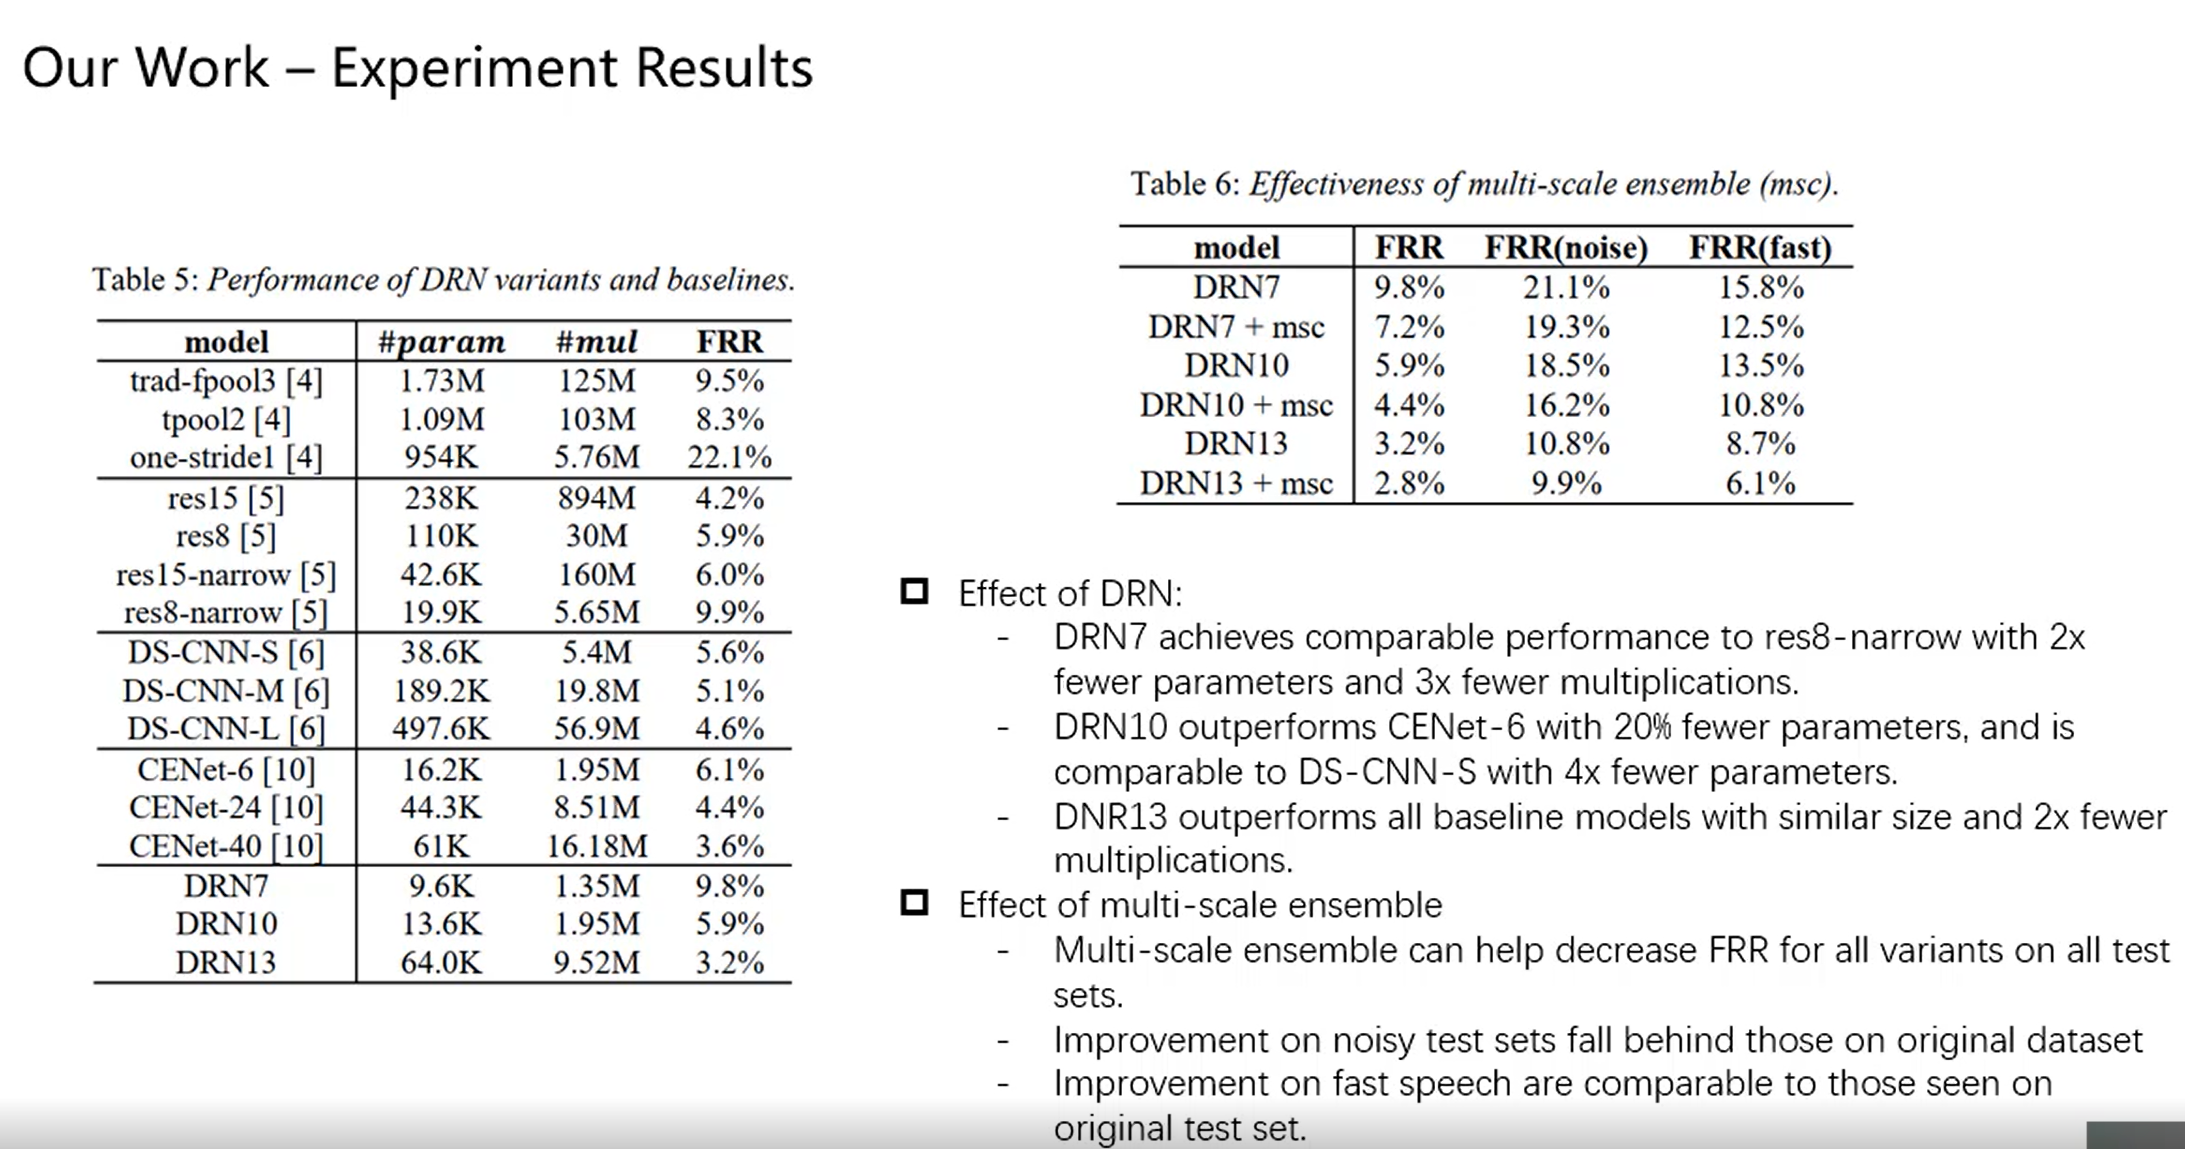 Our Work – Experiment Results
Table 5: Performance of DRN variants and baselines.
model #param #mul FRR
trad-fpool3 [4] 1.73M 125M 9.5%
tpool2 [4] 1.09M 103M 8.3%
one-stride1 [4] 954K 5.76M 22.1%
res15 [5] 238K 894M 4.2%
res8 [5] 110K 30M 5.9%
res15-narrow [5] 42.6K 160M 6.0%
res8-narrow [5] 19.9K 5.65M 9.9%
DS-CNN-S [6] 38.6K 5.4M 5.6%
DS-CNN-M [6] 189.2K 19.8M 5.1%
DS-CNN-L [6] 497.6K 56.9M 4.6%
CENet-6 [10] 16.2K 1.95M 6.1%
CENet-24 [10] 44.3K 8.51M 4.4%
CENet-40 [10] 61K 16.18M 3.6%
DRN7 9.6K 1.35M 9.8%
DRN10 13.6K 1.95M 5.9%
DRN13 64.0K 9.52M 3.2%
Table 6: Effectiveness of multi-scale ensemble (msc).
model FRR FRR(noise) FRR(fast)
DRN7 9.8% 21.1% 15.8%
DRN7 + msc 7.2% 19.3% 12.5%
DRN10 5.9% 18.5% 13.5%
DRN10 + msc 4.4% 16.2% 10.8%
DRN13 3.2% 10.8% 8.7%
DRN13 + msc 2.8% 9.9% 6.1%
Effect of DRN:
- DRN7 achieves comparable performance to res8-narrow with 2x
fewer parameters and 3x fewer multiplications.
- DRN10 outperforms CENet-6 with 20% fewer parameters, and is
comparable to DS-CNN-S with 4x fewer parameters.
- DNR13 outperforms all baseline models with similar size and 2x fewer
multiplications.
Effect of multi-scale ensemble
- Multi-scale ensemble can help decrease FRR for all variants on all test
sets.
- Improvement on noisy test sets fall behind those on original dataset
- Improvement on fast speech are comparable to those seen on
original test set.